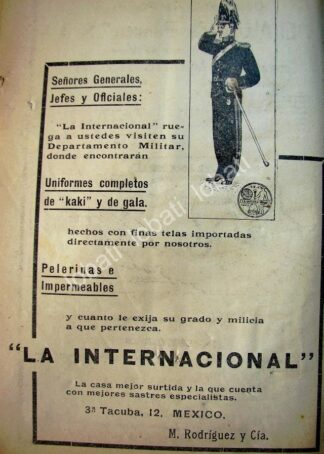 Señores Generales,
Jefes y Oficiales:
"La Internacional" rue-
ga a ustedes visiten su
Departamento Militar,
donde encontrarán
Uniformes completos
de "kaki" y de gala.
hechos con finas telas importadas
directamente por nosotros.
Pelerinas e
Impermeables
y cuanto le exija su grado y milicia
a que pertenezca.
"LA INTERNACIONAL"
La casa mejor surtida y la que cuenta
con mejores sastres especialistas.
3ª Tacuba, 12, MEXICO.
M. Rodríguez y Cía.